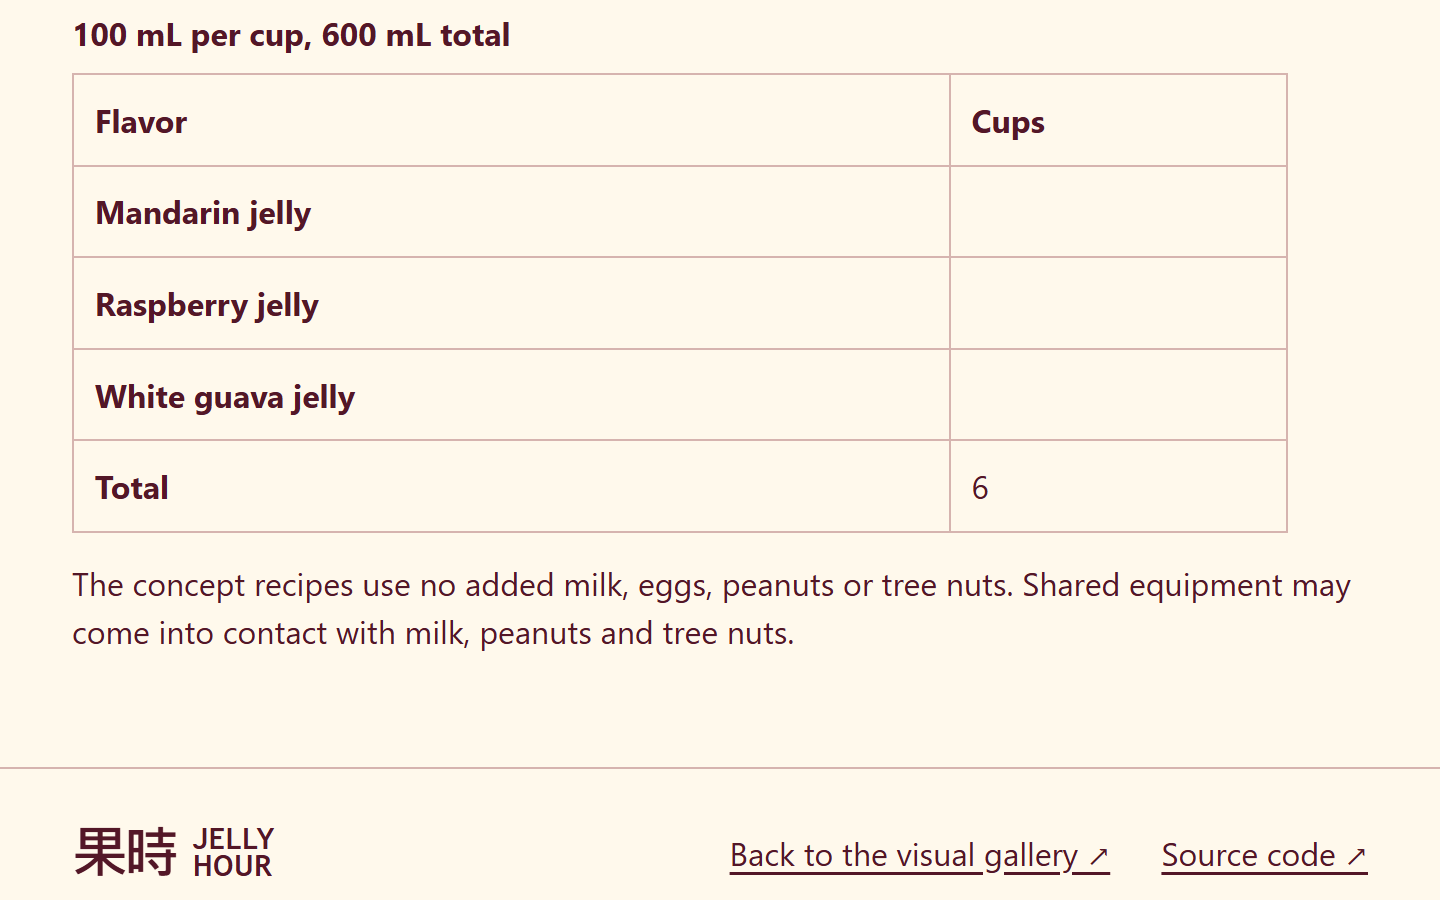 100 mL per cup, 600 mL total
Flavor Cups
Mandarin jelly
Raspberry jelly
White guava jelly
Total 6
The concept recipes use no added milk, eggs, peanuts or tree nuts. Shared equipment may
come into contact with milk, peanuts and tree nuts.
果時 JELLY
HOUR
Back to the visual gallery ↗ Source code ↗